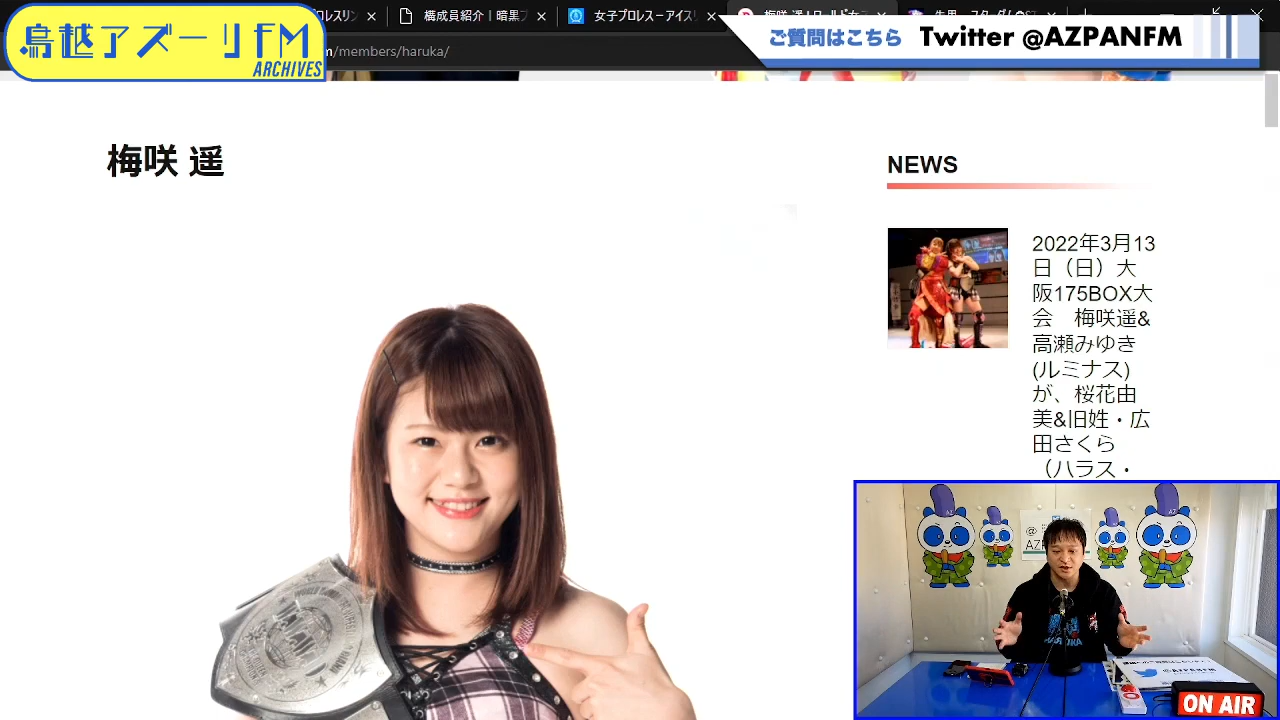 鳥越アズーリFM
ARCHIVES
構成員紹介
女子プロレスーアイスリ
/members/haruka/
ご質問はこちら Twitter @AZPANFM
梅咲 遥
NEWS
2022年3月13
日（日）大
阪175BOX大
会　梅咲遥&
高瀬みゆき
(ルミナス)
が、桜花由
美&旧姓・広
田さくら
（ハラス・
@AZPANFM
ON AIR